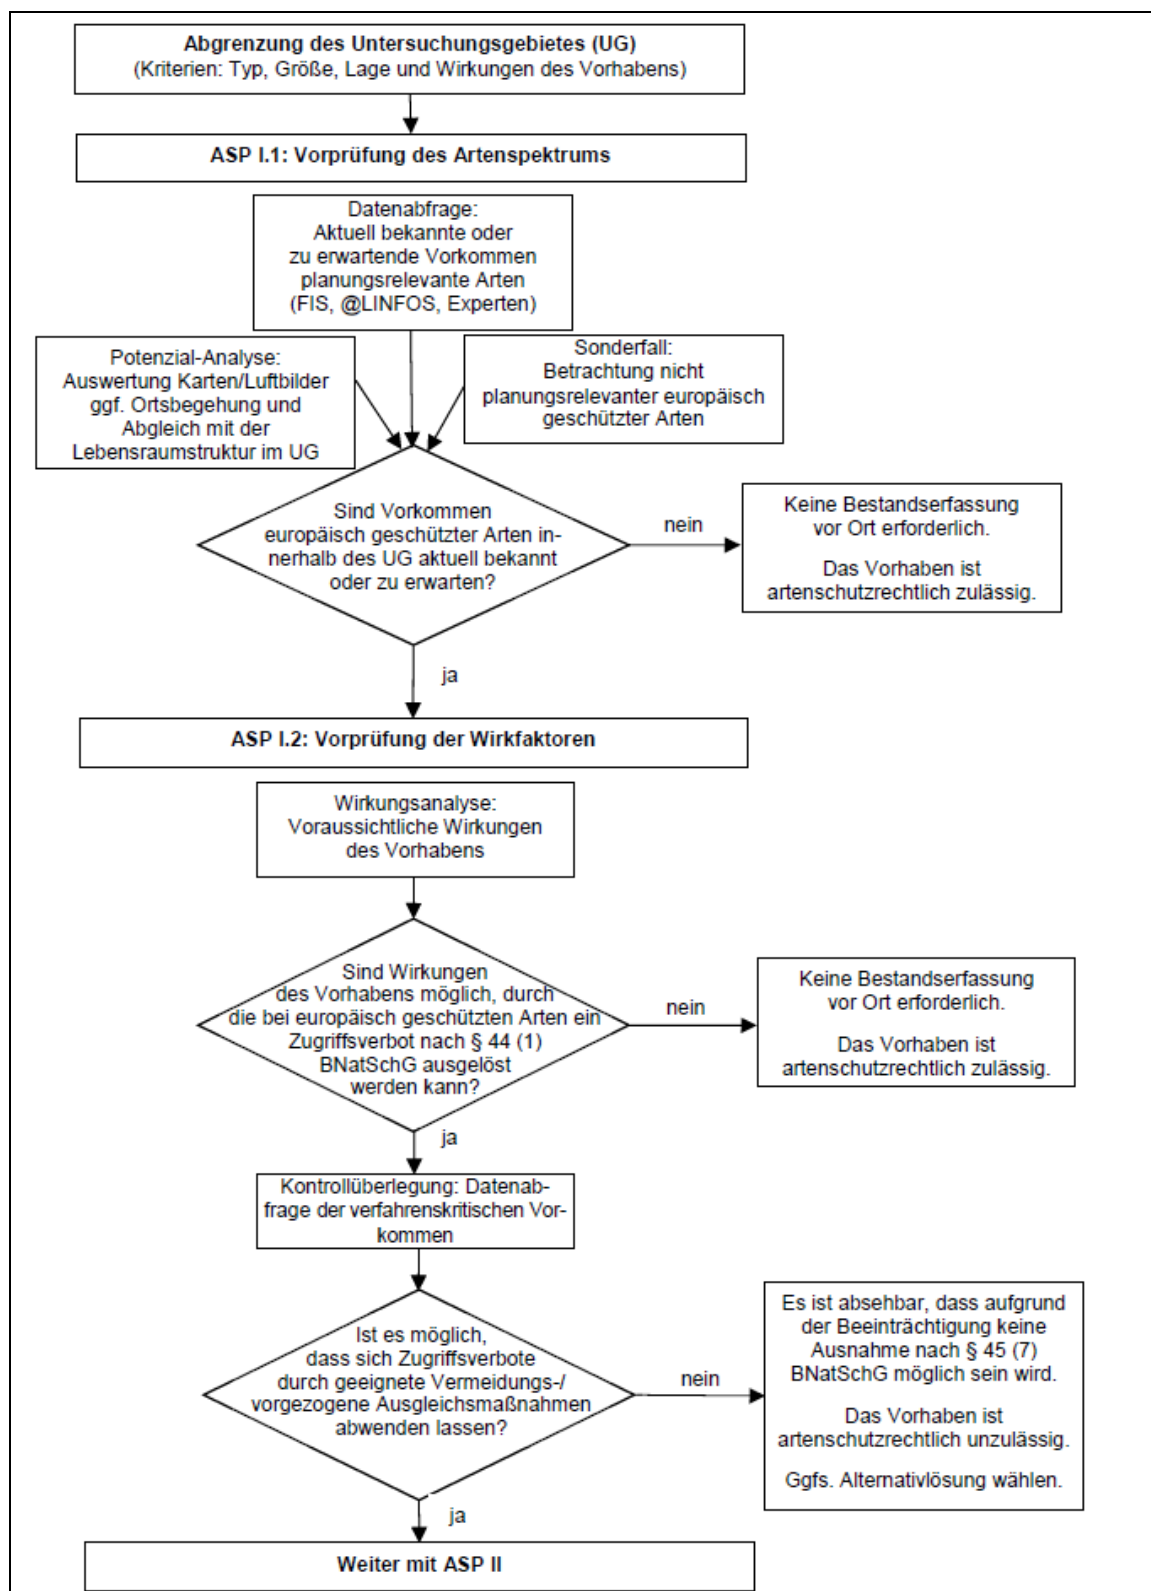 Abgrenzung des Untersuchungsgebietes (UG)
(Kriterien: Typ, Größe, Lage und Wirkungen des Vorhabens)
ASP I.1: Vorprüfung des Artenspektrums
Datenabfrage:
Aktuell bekannte oder
zu erwartende Vorkommen
planungsrelevante Arten
(FIS, @LINFOS, Experten)
Potenzial-Analyse:
Auswertung Karten/Luftbilder
ggf. Ortsbegehung und
Abgleich mit der
Lebensraumstruktur im UG
Sonderfall:
Betrachtung nicht
planungsrelevanter europäisch
geschützter Arten
Sind Vorkommen
europäisch geschützter Arten in-
nerhalb des UG aktuell bekannt
oder zu erwarten?
nein
Keine Bestandserfassung
vor Ort erforderlich.
Das Vorhaben ist
artenschutzrechtlich zulässig.
ja
ASP I.2: Vorprüfung der Wirkfaktoren
Wirkungsanalyse:
Voraussichtliche Wirkungen
des Vorhabens
Sind Wirkungen
des Vorhabens möglich, durch
die bei europäisch geschützten Arten ein
Zugriffsverbot nach § 44 (1)
BNatSchG ausgelöst
werden kann?
nein
Keine Bestandserfassung
vor Ort erforderlich.
Das Vorhaben ist
artenschutzrechtlich zulässig.
ja
Kontrollüberlegung: Datenab-
frage der verfahrenskritischen Vor-
kommen
Ist es möglich,
dass sich Zugriffsverbote
durch geeignete Vermeidungs-/
vorgezogene Ausgleichsmaßnahmen
abwenden lassen?
nein
Es ist absehbar, dass aufgrund
der Beeinträchtigung keine
Ausnahme nach § 45 (7)
BNatSchG möglich sein wird.
Das Vorhaben ist
artenschutzrechtlich unzulässig.
Ggfs. Alternativlösung wählen.
ja
Weiter mit ASP II